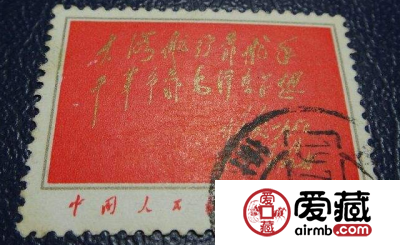 大海航行靠舵手
干革命靠毛泽东思想
中国人
爱藏
airmb.com